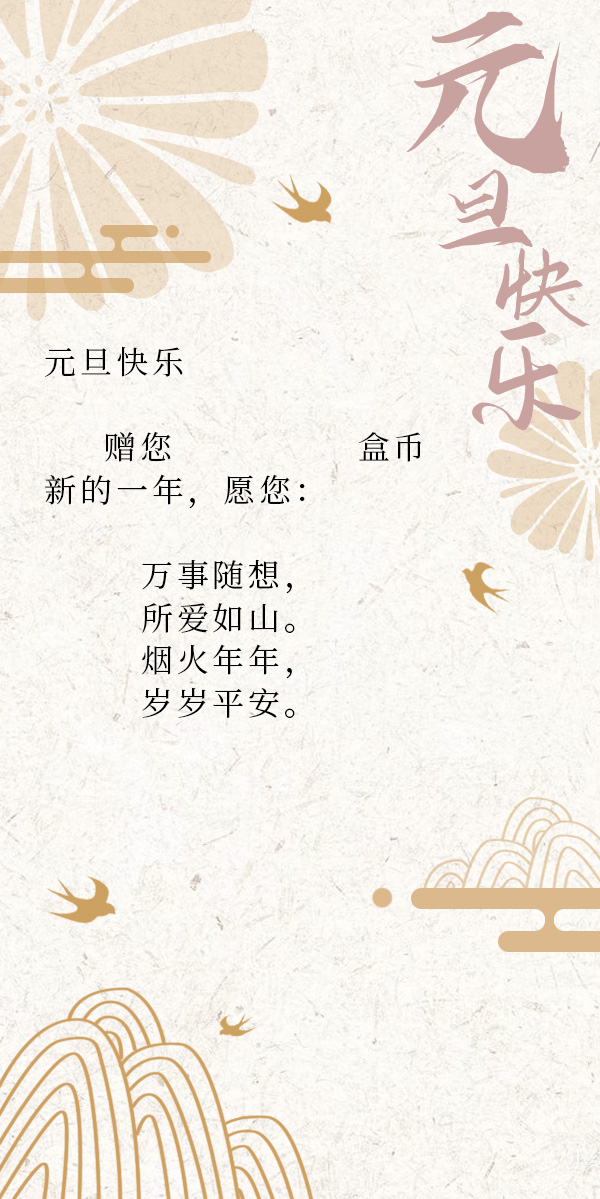 元旦快乐
元旦快乐
赠您 盒币
新的一年，愿您：
万事随想，
所爱如山。
烟火年年，
岁岁平安。